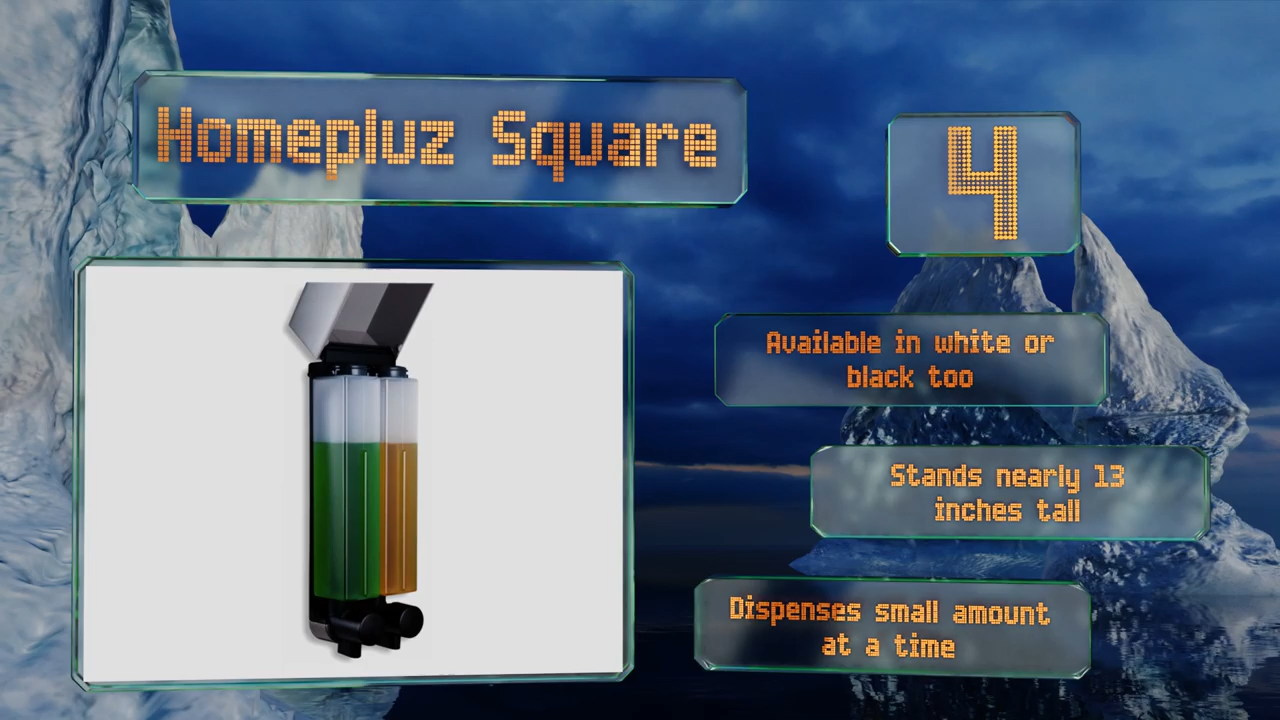 Homepluz Square
4
Available in white or
black too
Stands nearly 13
inches tall
Dispenses small amount
at a time